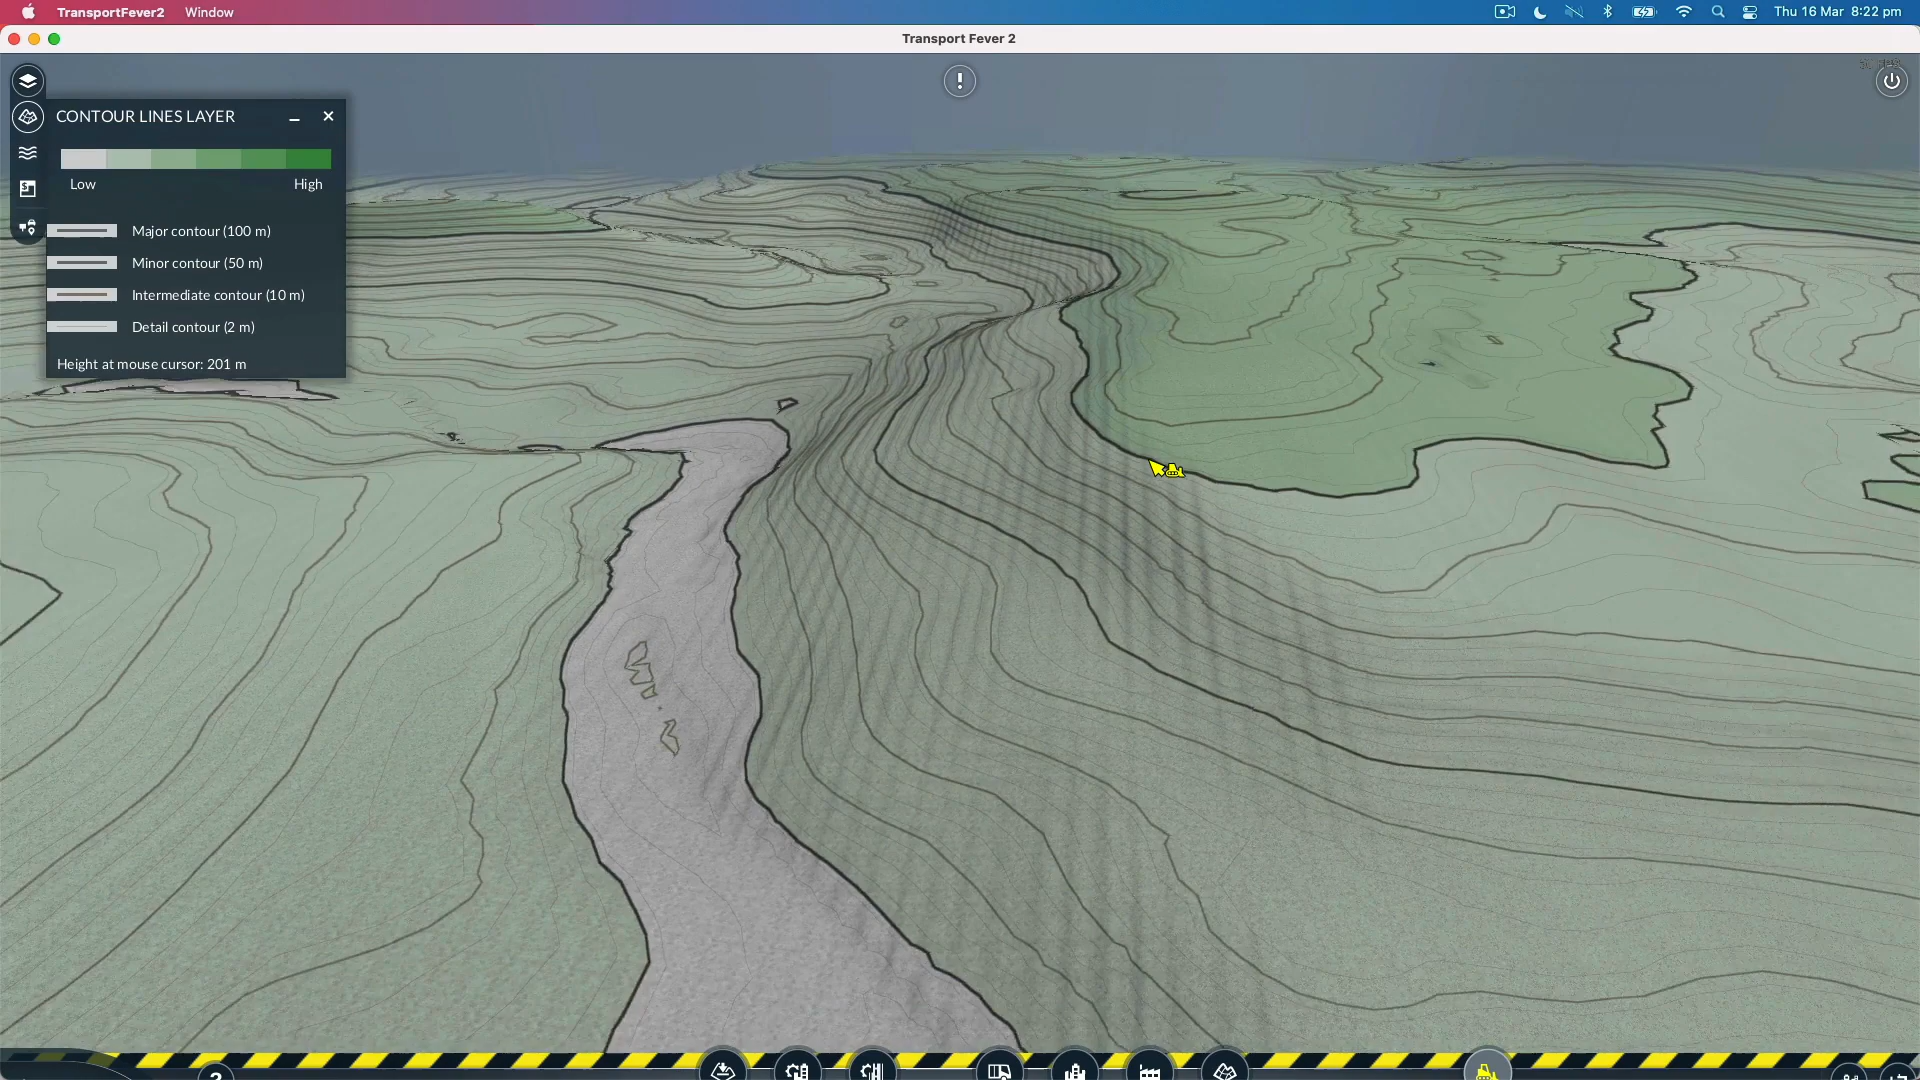 TransportFever2 Window Thu 16 Mar 8:22 pm
Transport Fever 2
CONTOUR LINES LAYER
Low High
Major contour (100 m)
Minor contour (50 m)
Intermediate contour (10 m)
Detail contour (2 m)
Height at mouse cursor: 201 m
?